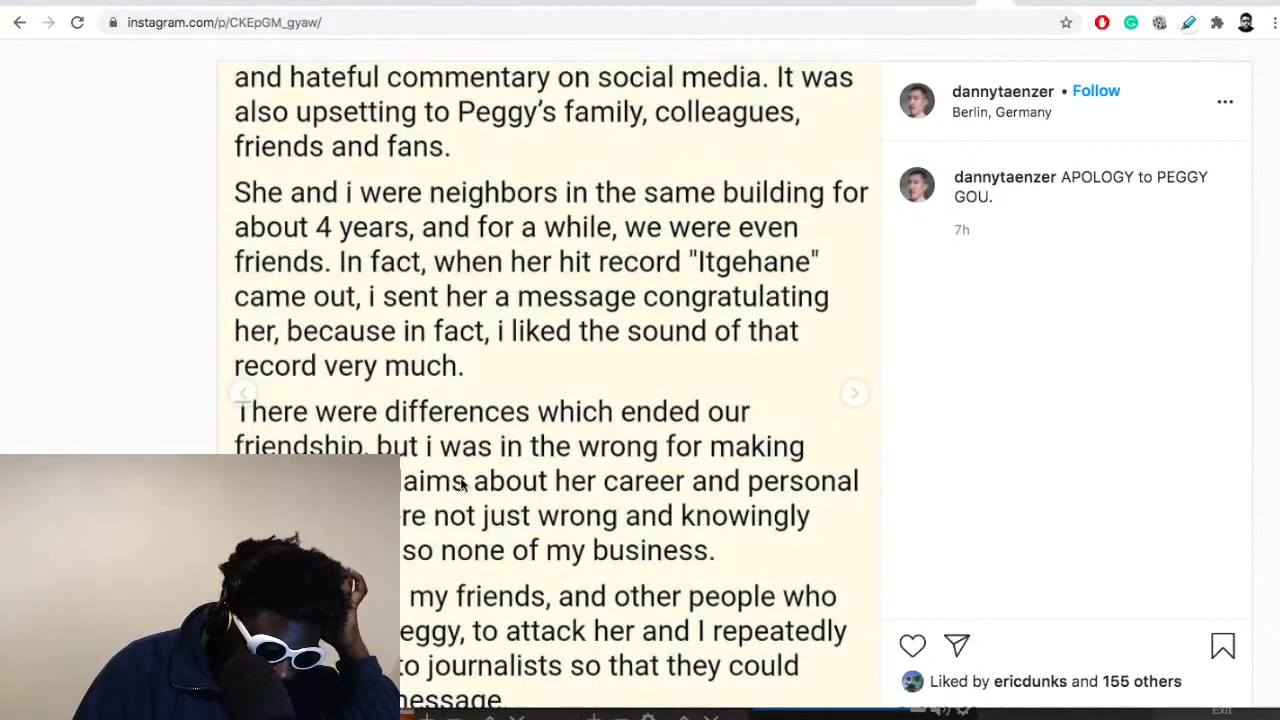 instagram.com/p/CKEpGM_gyaw/
and hateful commentary on social media. It was
also upsetting to Peggy’s family, colleagues,
friends and fans.
She and i were neighbors in the same building for
about 4 years, and for a while, we were even
friends. In fact, when her hit record "Itgehane"
came out, i sent her a message congratulating
her, because in fact, i liked the sound of that
record very much.
There were differences which ended our
friendship, but i was in the wrong for making
laims about her career and personal
re not just wrong and knowingly
so none of my business.
my friends, and other people who
eggy, to attack her and I repeatedly
to journalists so that they could
message.
dannytaenzer • Follow
Berlin, Germany
dannytaenzer APOLOGY to PEGGY
GOU.
7h
Liked by ericdunks and 155 others
Exit